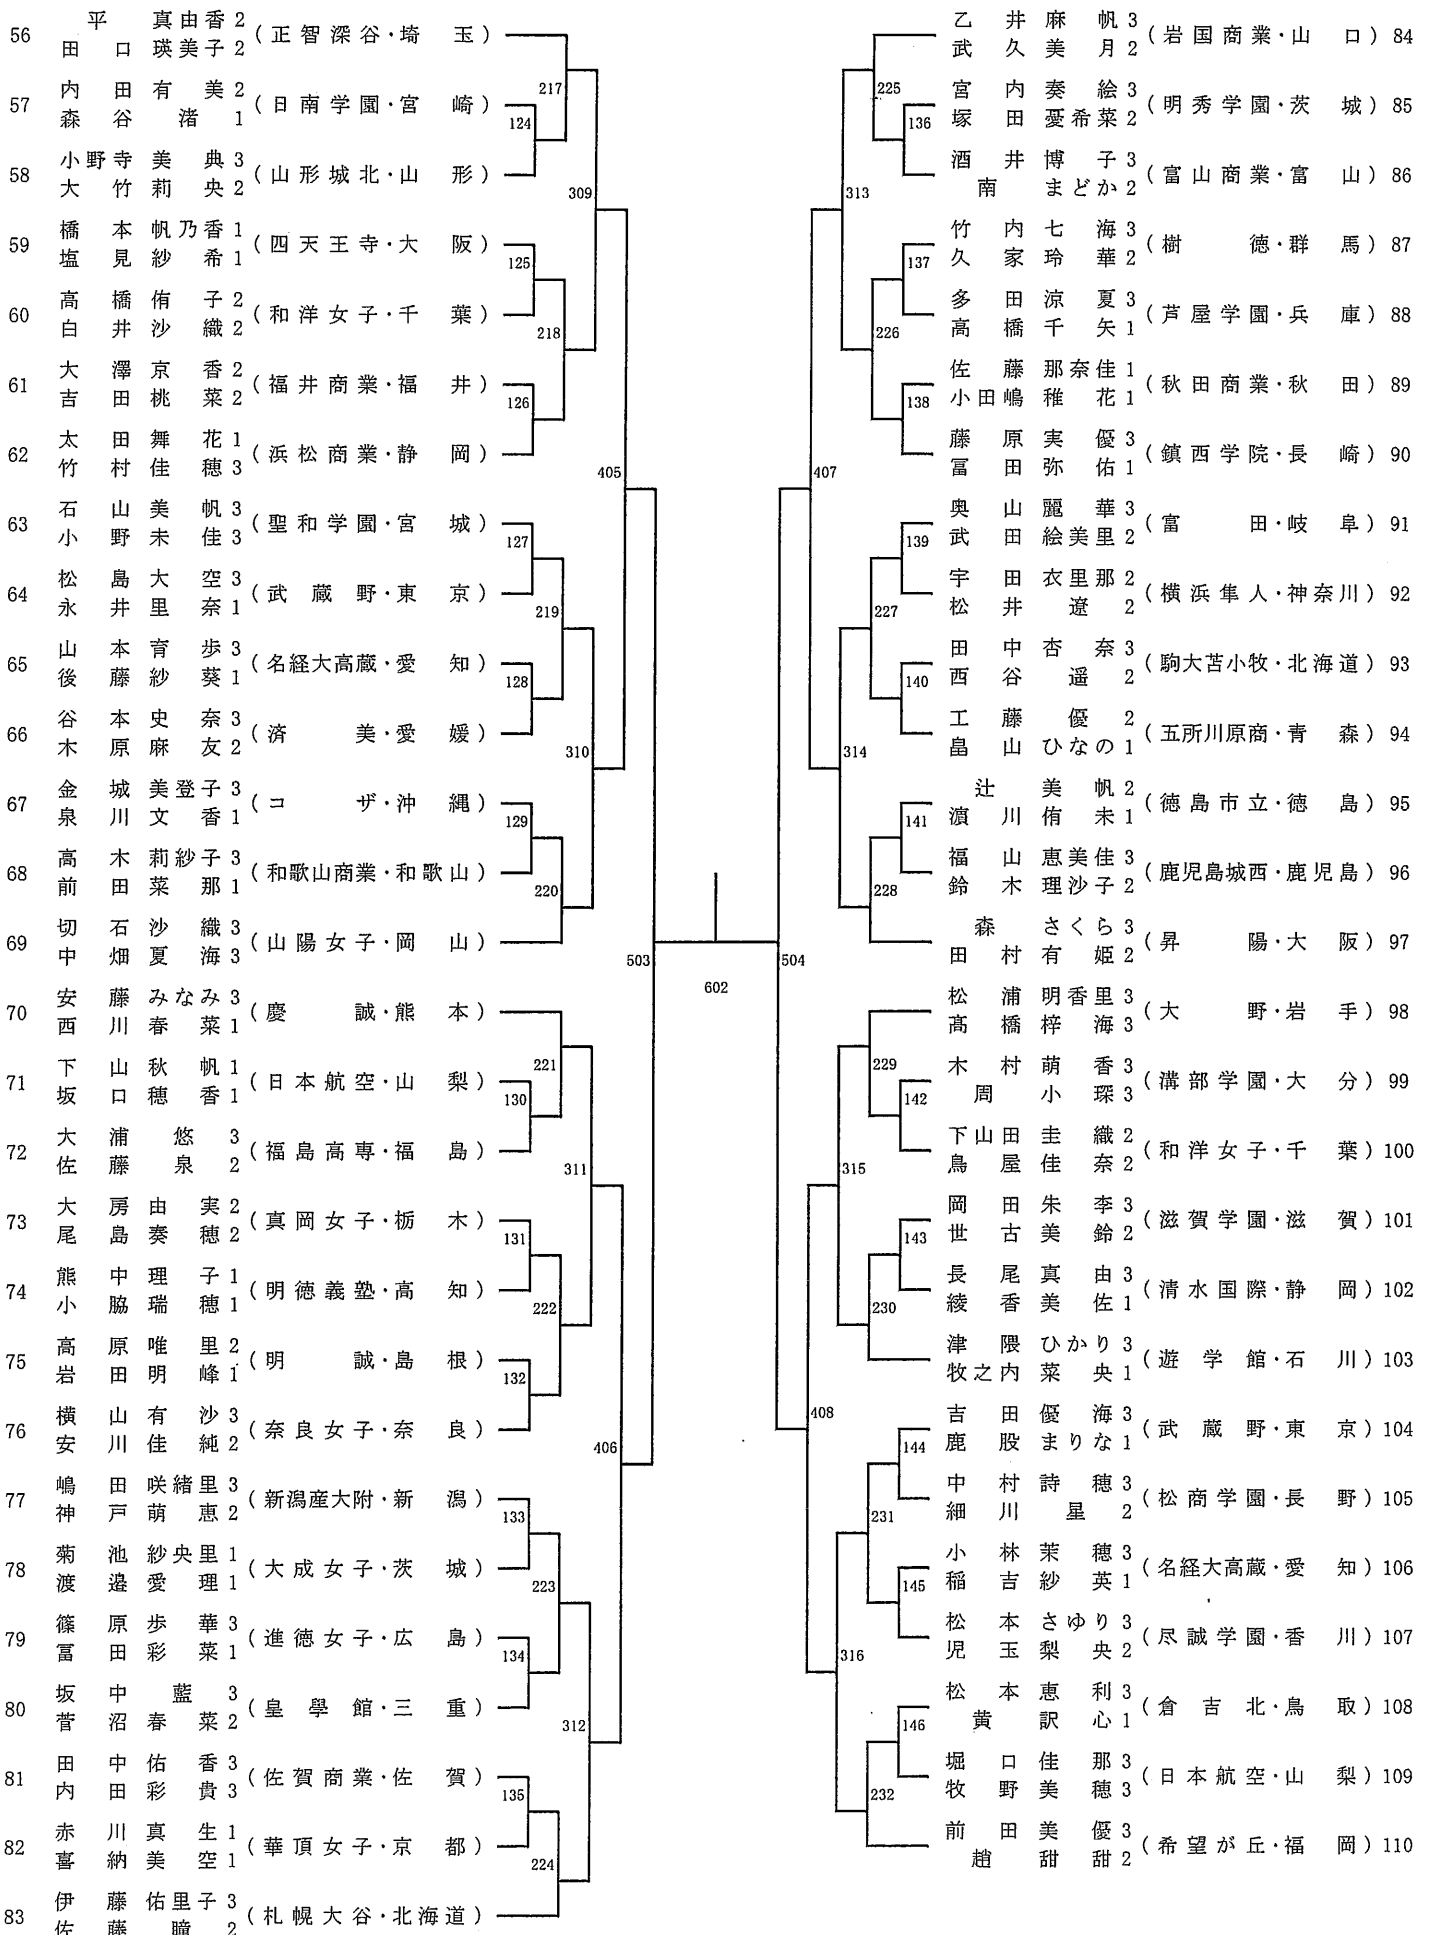 平 真由香 2
56 (正智深谷・埼 玉)
田 口 瑛美子 2
内 田 有 美 2
57 (日南学園・宮 崎)
森 谷 渚 1
124
217
小野寺 美 典 3
58 (山形城北・山 形)
大 竹 莉 央 2
309
橋 本 帆乃香 1
59 (四天王寺・大 阪)
塩 見 紗 希 1
125
高 橋 侑 子 2
60 (和洋女子・千 葉)
白 井 沙 織 2
218
大 澤 京 香 2
61 (福井商業・福 井)
吉 田 桃 菜 2
126
太 田 舞 花 1
62 (浜松商業・静 岡)
竹 村 佳 穂 3
405
石 山 美 帆 3
63 (聖和学園・宮 城)
小 野 未 佳 3
127
松 島 大 空 3
64 (武 蔵 野・東 京)
永 井 里 奈 1
219
山 本 育 歩 3
65 (名経大高蔵・愛 知)
後 藤 紗 葵 1
128
谷 本 史 奈 3
66 (済 美・愛 媛)
木 原 麻 友 2
310
金 城 美登子 3
67 (コ ザ・沖 縄)
泉 川 文 香 1
129
高 木 莉紗子 3
68 (和歌山商業・和歌山)
前 田 菜 那 1
220
切 石 沙 織 3
69 (山陽女子・岡 山)
中 畑 夏 海 3
503
安 藤 みなみ 3
70 (慶 誠・熊 本)
西 川 春 菜 1
221
下 山 秋 帆 1
71 (日本航空・山 梨)
坂 口 穂 香 1
130
大 浦 悠 3
72 (福島高専・福 島)
佐 藤 泉 2
311
大 房 由 実 2
73 (真岡女子・栃 木)
尾 島 奏 穂 2
131
熊 中 理 子 1
74 (明徳義塾・高 知)
小 脇 瑞 穂 1
222
高 原 唯 里 2
75 (明 誠・島 根)
岩 田 明 峰 1
132
横 山 有 沙 3
76 (奈良女子・奈 良)
安 川 佳 純 2
406
嶋 田 咲緒里 3
77 (新潟産大附・新 潟)
神 戸 萌 恵 2
133
菊 池 紗央里 1
78 (大成女子・茨 城)
渡 邉 愛 理 1
223
篠 原 歩 華 3
79 (進徳女子・広 島)
冨 田 彩 菜 1
134
坂 中 藍 3
80 (皇 學 館・三 重)
菅 沼 春 菜 2
312
田 中 佑 香 3
81 (佐賀商業・佐 賀)
内 田 彩 貴 3
135
赤 川 真 生 1
82 (華頂女子・京 都)
喜 納 美 空 1
224
伊 藤 佑里子 3
83 (札幌大谷・北海道)
佐 藤 瞳 2
602
乙 井 麻 帆 3
(岩国商業・山 口) 84
武 久 美 月 2
225
宮 内 奏 絵 3
(明秀学園・茨 城) 85
塚 田 憂希菜 2
136
酒 井 博 子 3
(富山商業・富 山) 86
南 まどか 2
313
竹 内 七 海 3
(樹 徳・群 馬) 87
久 家 玲 華 2
137
多 田 涼 夏 3
(芦屋学園・兵 庫) 88
高 橋 千 矢 1
226
佐 藤 那奈佳 1
(秋田商業・秋 田) 89
小田嶋 稚 花 1
138
藤 原 実 優 3
(鎮西学院・長 崎) 90
冨 田 弥 佑 1
407
奥 山 麗 華 3
(富 田・岐 阜) 91
武 田 絵美里 2
139
宇 田 衣里那 2
(横浜隼人・神奈川) 92
松 井 遼 2
227
田 中 杏 奈 3
(駒大苫小牧・北海道) 93
西 谷 遥 2
140
工 藤 優 2
(五所川原商・青 森) 94
畠 山 ひなの 1
314
辻 美 帆 2
(徳島市立・徳 島) 95
濵 川 侑 未 1
141
福 山 恵美佳 3
(鹿児島城西・鹿児島) 96
鈴 木 理沙子 2
228
森 さくら 3
(昇 陽・大 阪) 97
田 村 有 姫 2
504
松 浦 明香里 3
(大 野・岩 手) 98
髙 橋 梓 海 3
229
木 村 萌 香 3
(溝部学園・大 分) 99
周 小 琛 3
142
下山田 圭 織 2
(和洋女子・千 葉) 100
鳥 屋 佳 奈 2
315
岡 田 朱 李 3
(滋賀学園・滋 賀) 101
世 古 美 鈴 2
143
長 尾 真 由 3
(清水国際・静 岡) 102
綾 香 美 佐 1
230
津 隈 ひかり 3
(遊 学 館・石 川) 103
牧之内 菜 央 1
408
吉 田 優 海 3
(武 蔵 野・東 京) 104
鹿 股 まりな 1
144
中 村 詩 穂 3
(松商学園・長 野) 105
細 川 星 2
231
小 林 茉 穂 3
(名経大高蔵・愛 知) 106
稲 吉 紗 英 1
145
松 本 さゆり 3
(尽誠学園・香 川) 107
児 玉 梨 央 2
316
松 本 恵 利 3
(倉 吉 北・鳥 取) 108
黄 訳 心 1
146
堀 口 佳 那 3
(日本航空・山 梨) 109
牧 野 美 穂 3
232
前 田 美 優 3
(希望が丘・福 岡) 110
趙 甜 甜 2